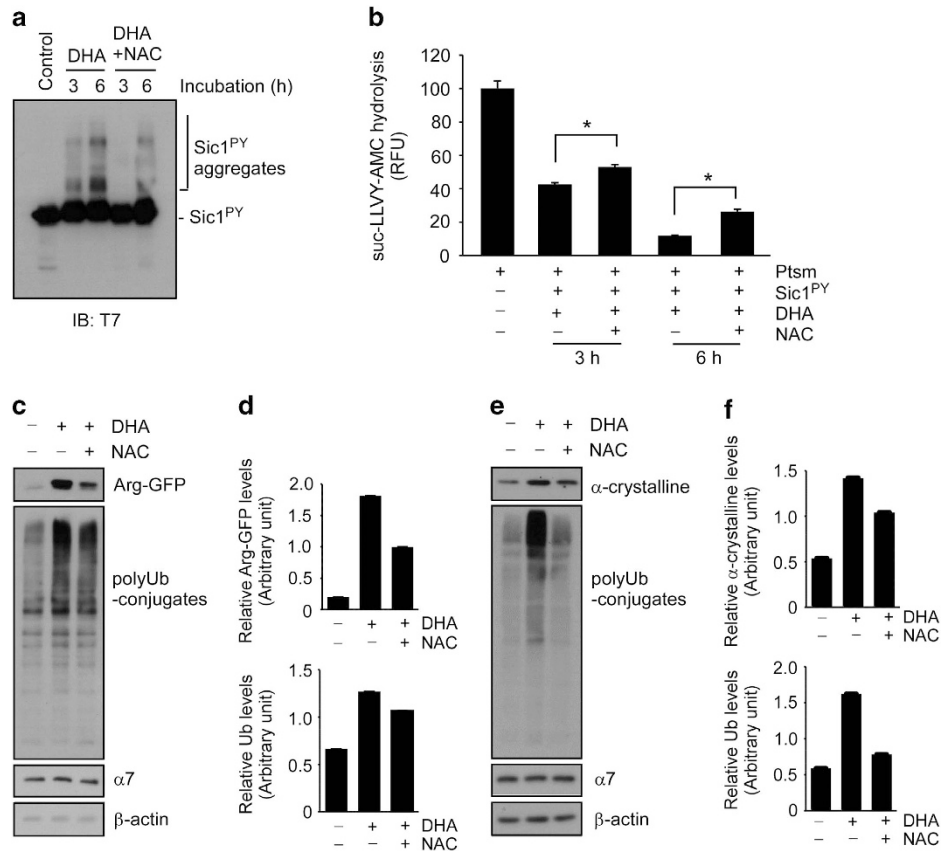 a
Control
DHA
DHA
+NAC
3 6 3 6 Incubation (h)
Sic1PY
aggregates
- Sic1PY
IB: T7
b
suc-LLVY-AMC hydrolysis
(RFU)
120
100
80
60
40
20
0
* *
+ + + + + Ptsm
– + + + + Sic1PY
– + + + + DHA
– – + – + NAC
3 h 6 h
c
– + + DHA
– – + NAC
Arg-GFP
polyUb
-conjugates
α7
β-actin
d
Relative Arg-GFP levels
(Arbitrary unit)
2.0
1.5
1.0
0.5
0
– + + DHA
– – + NAC
Relative Ub levels
(Arbitrary unit)
1.5
1.0
0.5
0
– + + DHA
– – + NAC
e
– + + DHA
– – + NAC
α-crystalline
polyUb
-conjugates
α7
β-actin
f
Relative α-crystalline levels
(Arbitrary unit)
1.5
1.0
0.5
0
– + + DHA
– – + NAC
Relative Ub levels
(Arbitrary unit)
2.0
1.5
1.0
0.5
0
– + + DHA
– – + NAC